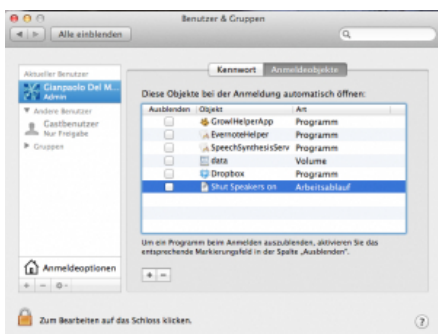 Benutzer & Gruppen
Alle einblenden
Aktueller Benutzer
Gianpaolo Del M...
Admin
Andere Benutzer
Gastbenutzer
Nur Freigabe
Gruppen
Anmeldeoptionen
Kennwort
Anmeldeobjekte
Diese Objekte bei der Anmeldung automatisch öffnen:
Ausblenden Objekt Art
GrowlHelperApp Programm
EvernoteHelper Programm
SpeechSynthesisServ Programm
data Volume
Dropbox Programm
Shut Speakers on Arbeitsablauf
Um ein Programm beim Anmelden auszublenden, aktivieren Sie das
entsprechende Markierungsfeld in der Spalte „Ausblenden“.
Zum Bearbeiten auf das Schloss klicken.
?